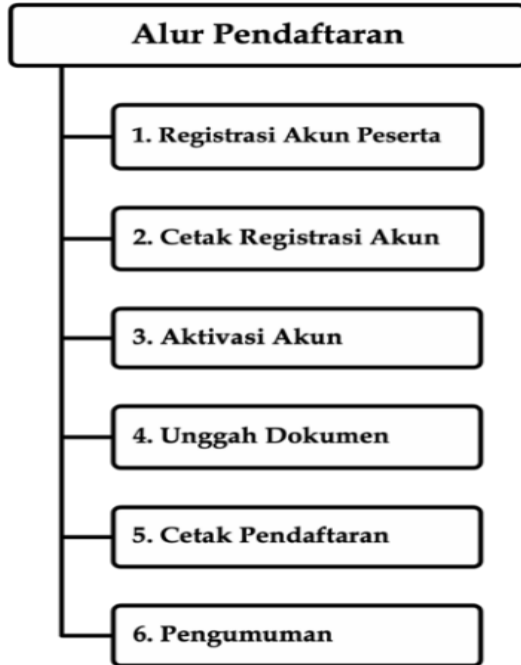 Alur Pendaftaran
1. Registrasi Akun Peserta
2. Cetak Registrasi Akun
3. Aktivasi Akun
4. Unggah Dokumen
5. Cetak Pendaftaran
6. Pengumuman